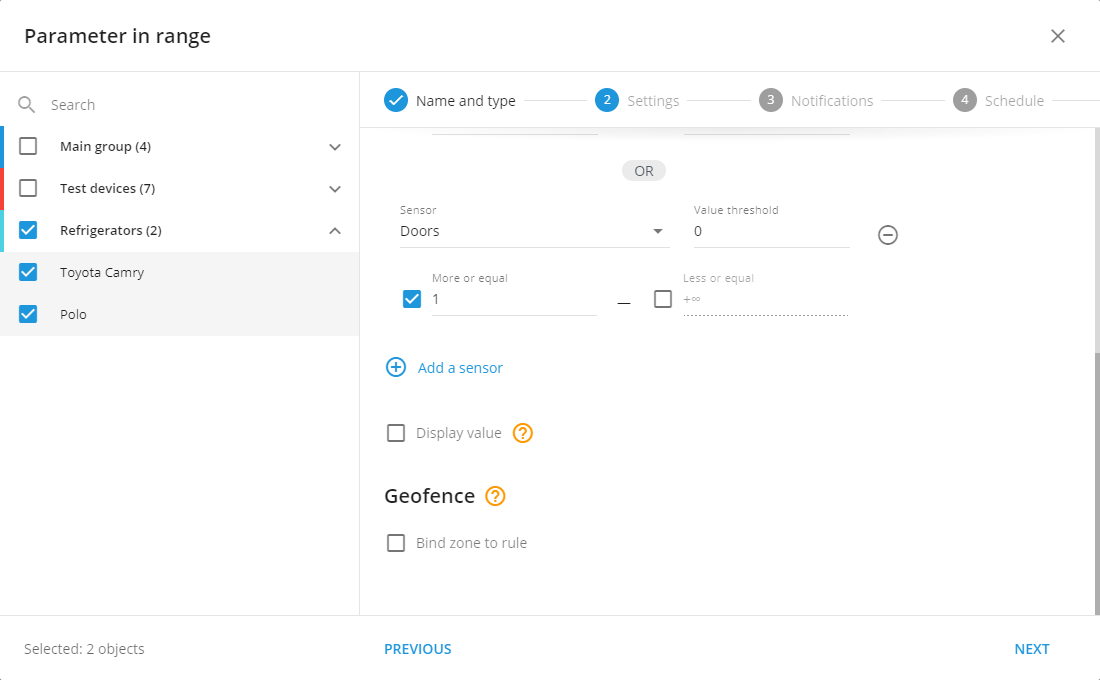 Parameter in range
Search
Main group (4)
Test devices (7)
Refrigerators (2)
Toyota Camry
Polo
Name and type
2 Settings
3 Notifications
4 Schedule
OR
Sensor
Doors
Value threshold
0
More or equal
1
—
Less or equal
+∞
Add a sensor
Display value ?
Geofence ?
Bind zone to rule
Selected: 2 objects
PREVIOUS
NEXT